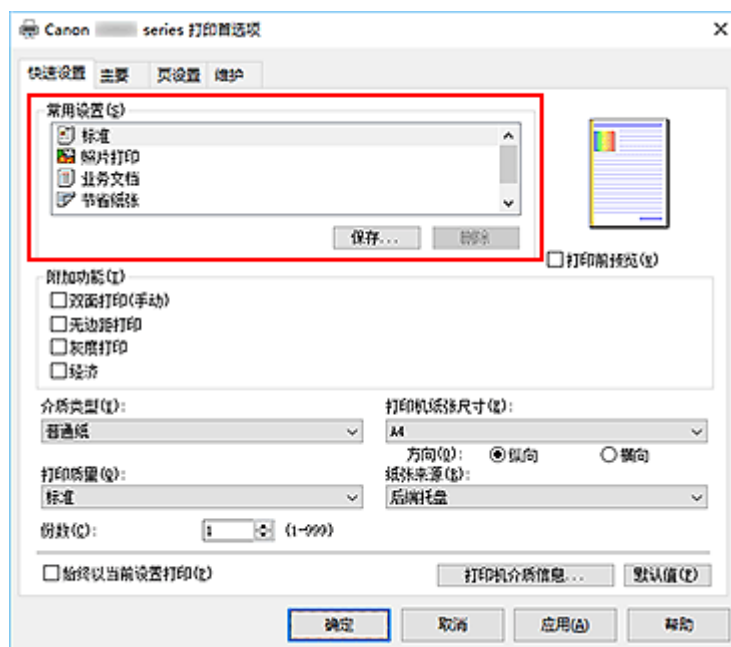 Canon series 打印首选项
快速设置 主要 页设置 维护
常用设置(S)
标准
照片打印
业务文档
节省纸张
保存... 删除
打印前预览(V)
附加功能(I)
双面打印(手动)
无边距打印
灰度打印
经济
介质类型(Y): 打印机纸张尺寸(Z):
普通纸 A4
方向(O): 纵向 横向
打印质量(Q): 纸张来源(B):
标准 后端托盘
份数(C): 1 (1-999)
始终以当前设置打印(P)
打印机介质信息... 默认值(F)
确定 取消 应用(A) 帮助